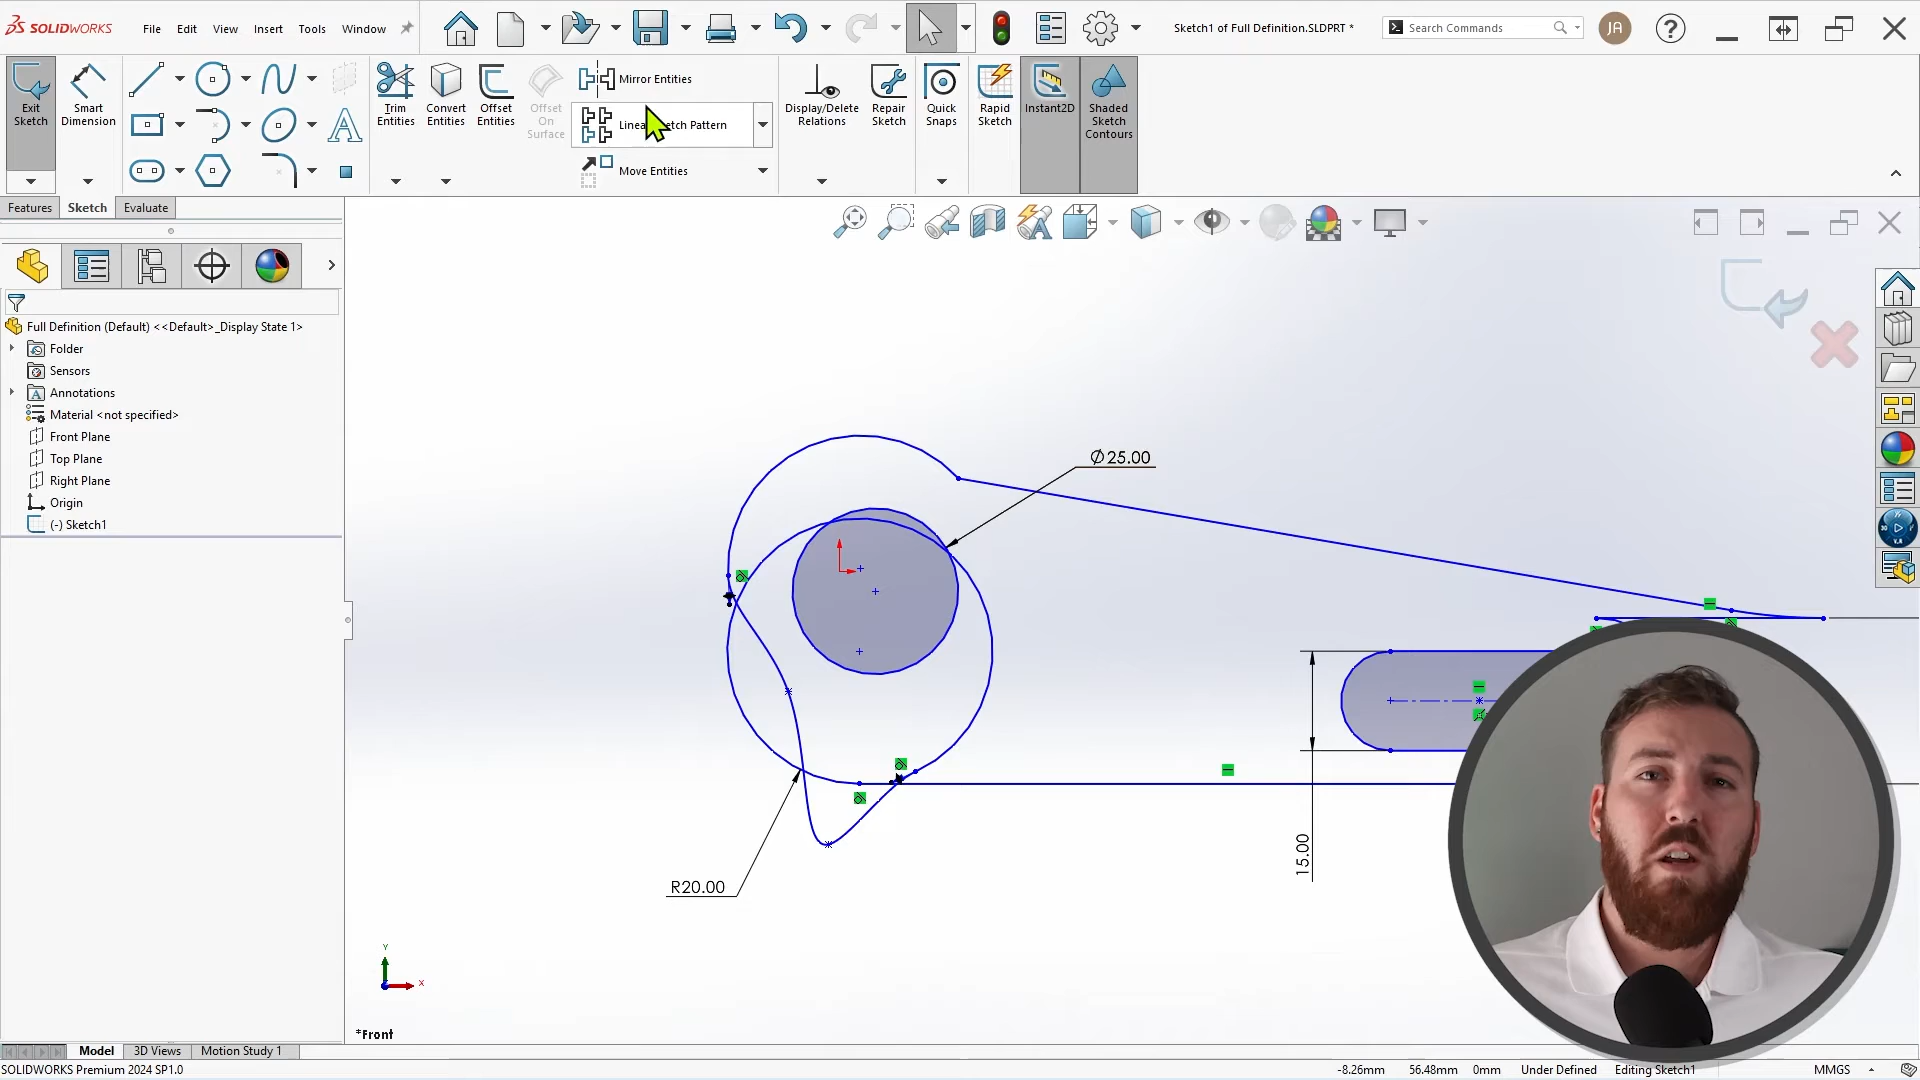 SOLIDWORKS
File Edit View Insert Tools Window
Sketch1 of Full Definition.SLDPRT *
Search Commands
JA
Exit Sketch
Smart Dimension
Trim Entities
Convert Entities
Offset Entities
Offset On Surface
Mirror Entities
Move Entities
Display/Delete Relations
Repair Sketch
Quick Snaps
Rapid Sketch
Instant2D
Shaded Sketch Contours
Features Sketch Evaluate
Full Definition (Default) <<Default>_Display State 1>
Folder
Sensors
Annotations
Material <not specified>
Front Plane
Top Plane
Right Plane
Origin
(-) Sketch1
Ø25.00
15.00
R20.00
Y
X
*Front
Model 3D Views Motion Study 1
SOLIDWORKS Premium 2024 SP1.0
-8.26mm 56.48mm 0mm Under Defined Editing Sketch1 MMGS